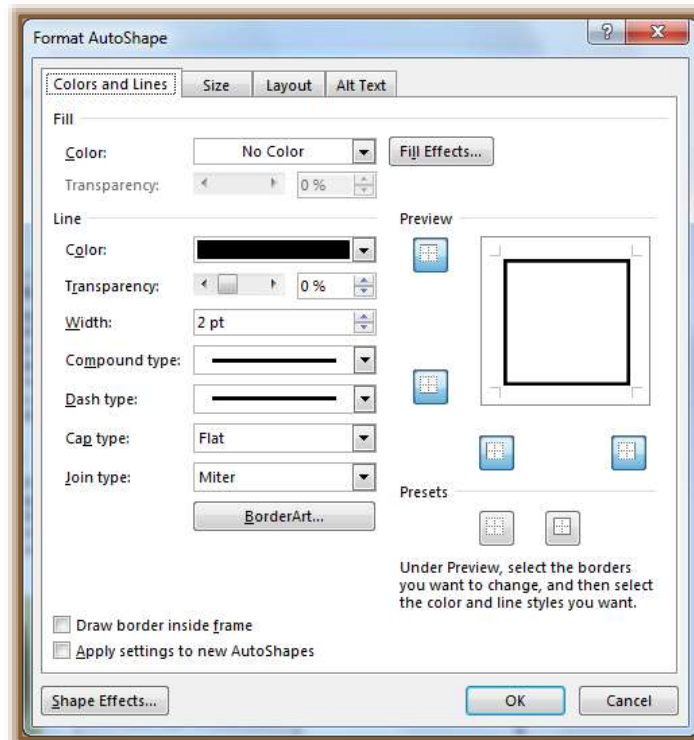 Format AutoShape
Colors and Lines Size Layout Alt Text
Fill
Color: No Color Fill Effects...
Transparency: 0 %
Line Preview
Color:
Transparency: 0 %
Width: 2 pt
Compound type:
Dash type:
Cap type: Flat
Join type: Miter
Presets
BorderArt...
Under Preview, select the borders
you want to change, and then select
the color and line styles you want.
Draw border inside frame
Apply settings to new AutoShapes
Shape Effects... OK Cancel